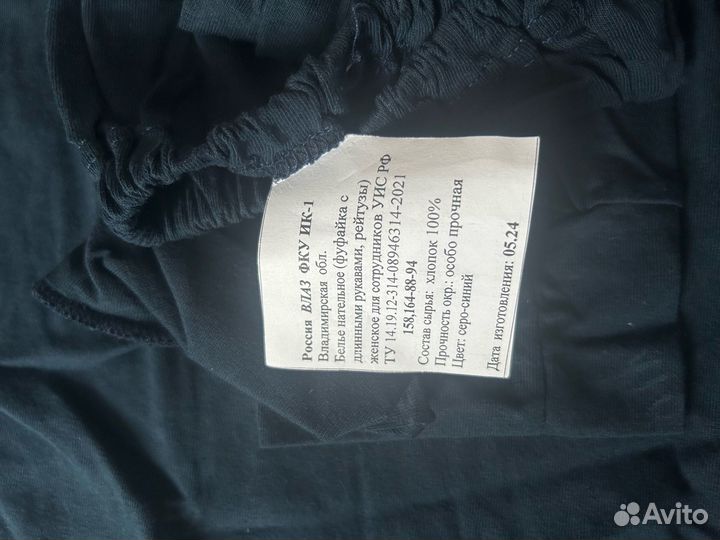 Россия ВЛАЗ ФКУ ИК-1
Владимирская обл.
Белье нательное (фуфайка с
длинными рукавами, рейтузы)
женское для сотрудников УИС РФ
ТУ 14.19.12-314-08946314-2021
158,164-88-94
Состав сырья: хлопок 100%
Прочность окр.: особо прочная
Цвет: серо-синий
Дата изготовления: 05.24
Avito